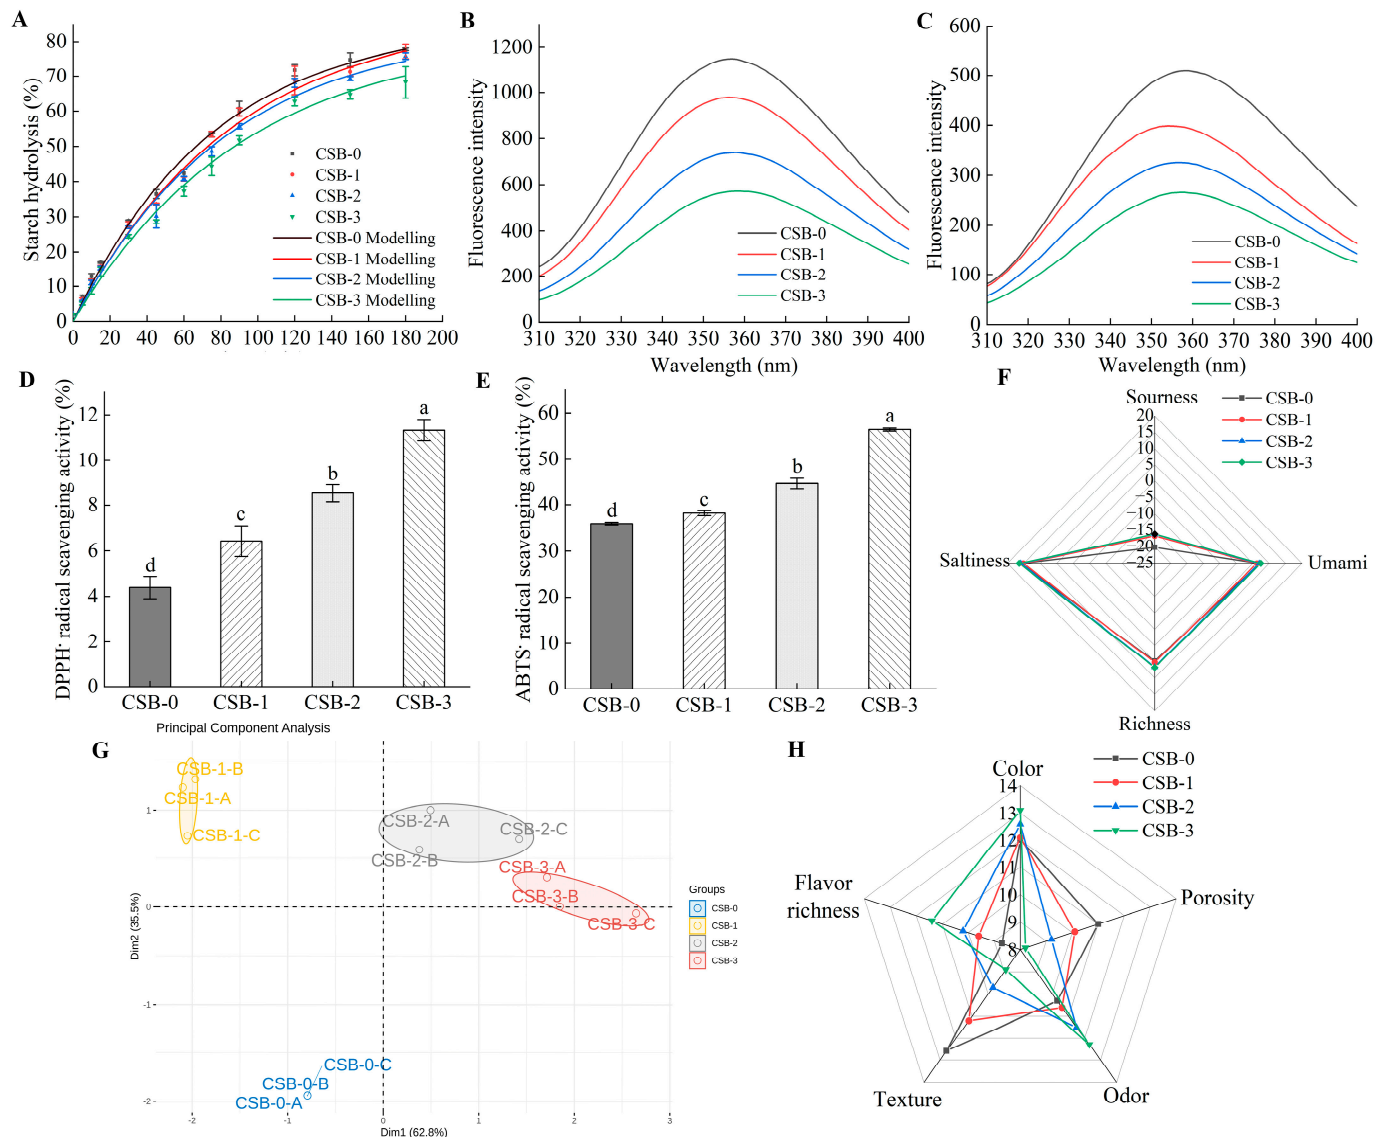 A
Starch hydrolysis (%)
80
70
60
50
40
30
20
10
0
0 20 40 60 80 100 120 140 160 180 200
CSB-0
CSB-1
CSB-2
CSB-3
CSB-0 Modelling
CSB-1 Modelling
CSB-2 Modelling
CSB-3 Modelling
B
Fluorescence intensity
1200
1000
800
600
400
200
0
310 320 330 340 350 360 370 380 390 400
Wavelength (nm)
CSB-0
CSB-1
CSB-2
CSB-3
C
Fluorescence intensity
600
500
400
300
200
100
0
310 320 330 340 350 360 370 380 390 400
Wavelength (nm)
CSB-0
CSB-1
CSB-2
CSB-3
D
DPPH· radical scavenging activity (%)
12
10
8
6
4
2
0
d
c
b
a
CSB-0 CSB-1 CSB-2 CSB-3
E
ABTS· radical scavenging activity (%)
60
50
40
30
20
10
0
d
c
b
a
CSB-0 CSB-1 CSB-2 CSB-3
F
Sourness
20
15
10
5
0
−5
−10
−15
−20
−25
Saltiness
Umami
Richness
CSB-0
CSB-1
CSB-2
CSB-3
Principal Component Analysis
G
Dim2 (35.5%)
1
0
-1
-2
-2 -1 0 1 2 3
Dim1 (62.8%)
CSB-1-B
CSB-1-A
CSB-1-C
CSB-2-A
CSB-2-C
CSB-2-B
CSB-3-A
CSB-3-B
CSB-3-C
CSB-0-C
CSB-0-B
CSB-0-A
Groups
CSB-0
CSB-1
CSB-2
CSB-3
H
Color
14
13
12
11
10
9
8
Flavor
richness
Porosity
Texture
Odor
CSB-0
CSB-1
CSB-2
CSB-3